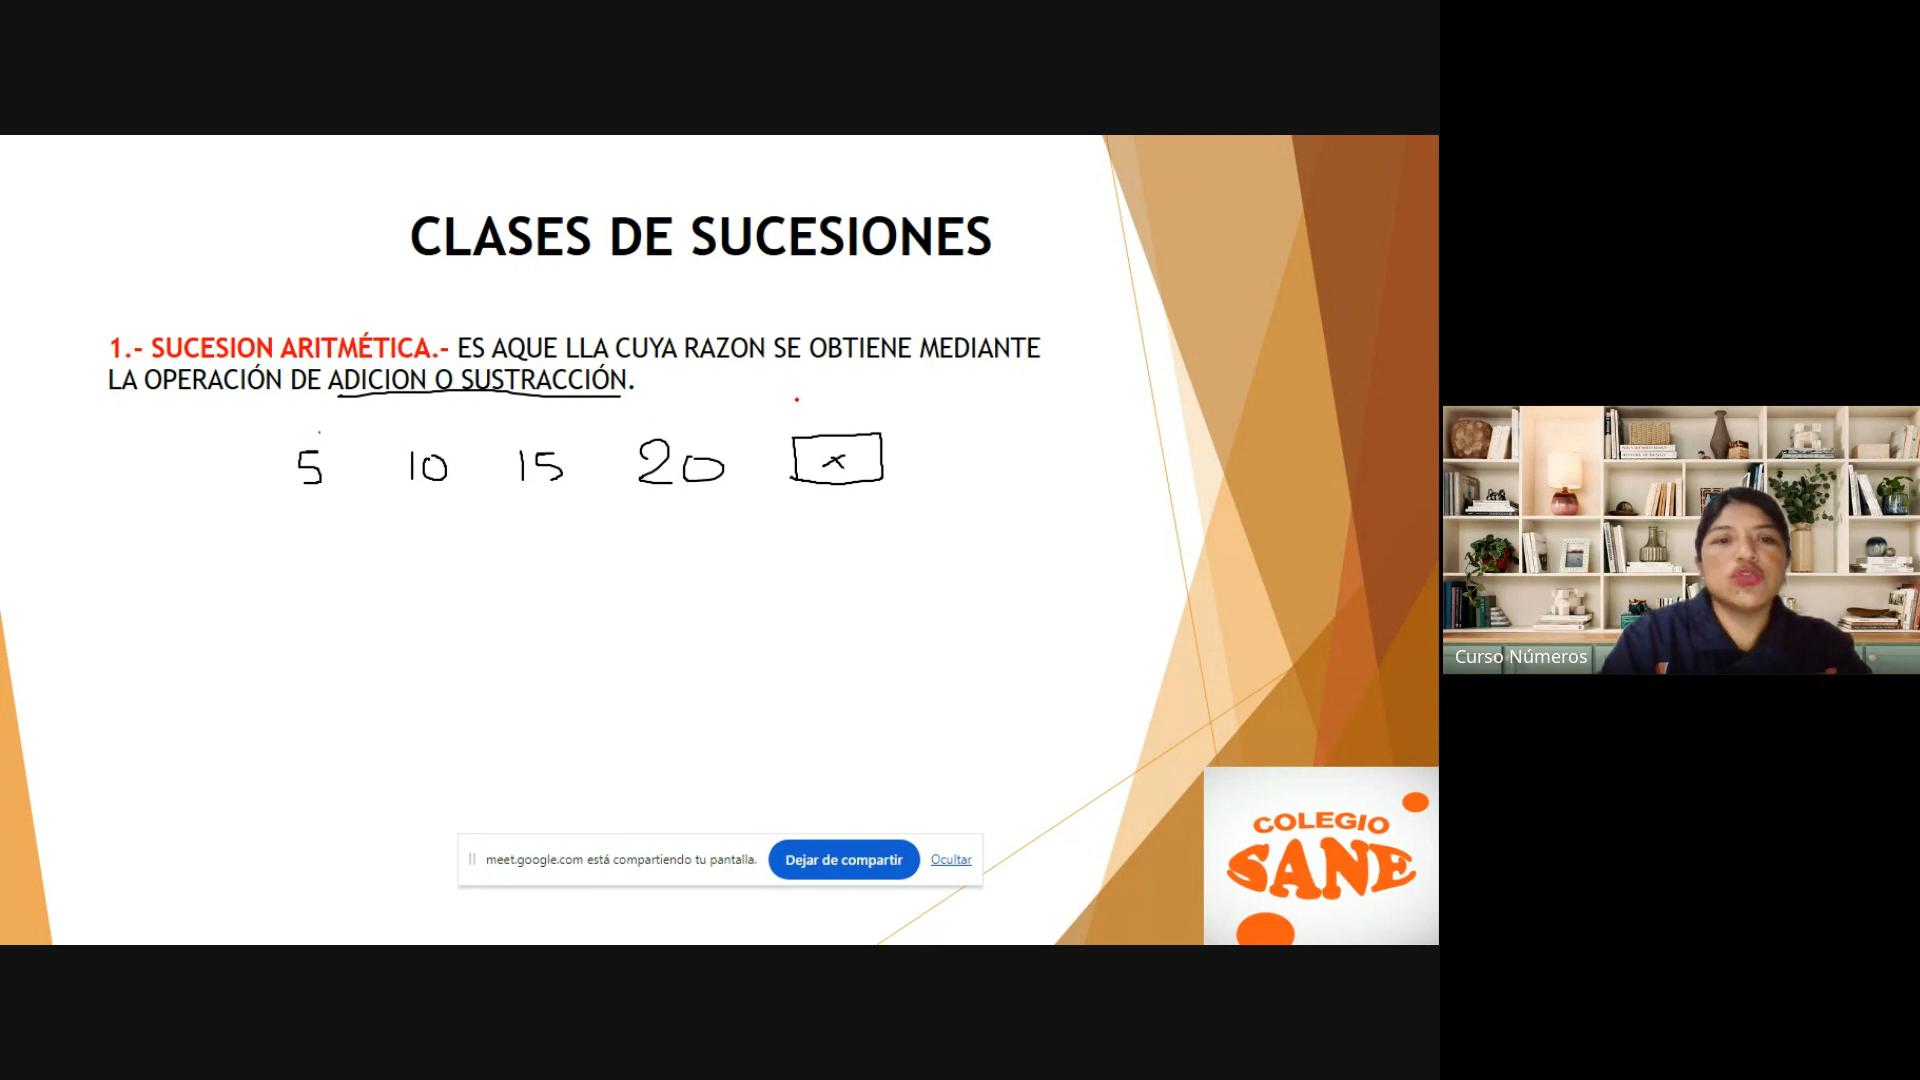 CLASES DE SUCESIONES
1.- SUCESION ARITMÉTICA.- ES AQUE LLA CUYA RAZON SE OBTIENE MEDIANTE
LA OPERACIÓN DE ADICION O SUSTRACCIÓN.
5 10 15 20 x
meet.google.com está compartiendo tu pantalla. Dejar de compartir Ocultar
COLEGIO
SANE
Curso Números